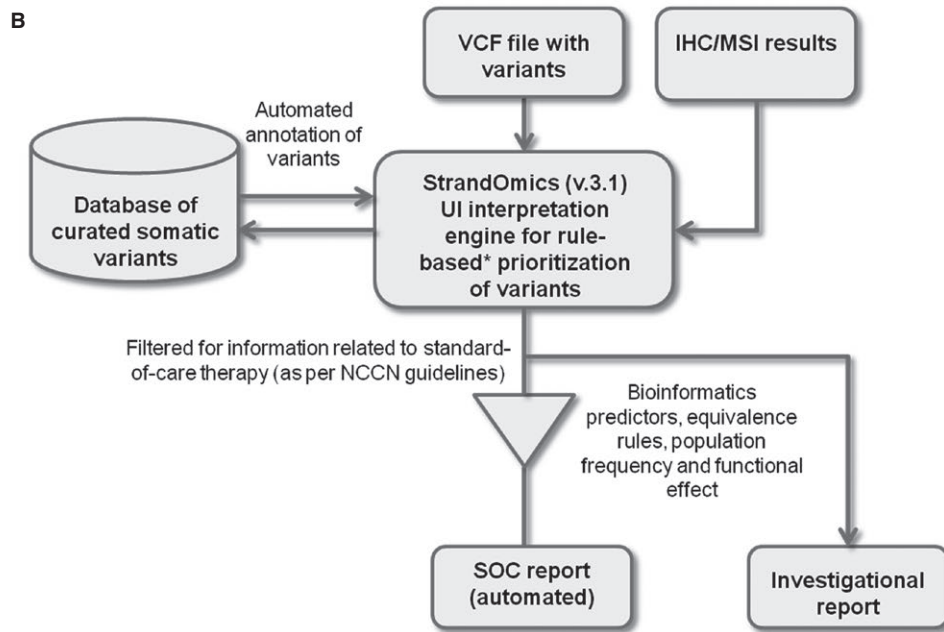 B
VCF file with
variants
IHC/MSI results
Automated
annotation of
variants
Database of
curated somatic
variants
StrandOmics (v.3.1)
UI interpretation
engine for rule-
based* prioritization
of variants
Filtered for information related to standard-
of-care therapy (as per NCCN guidelines)
Bioinformatics
predictors, equivalence
rules, population
frequency and functional
effect
SOC report
(automated)
Investigational
report